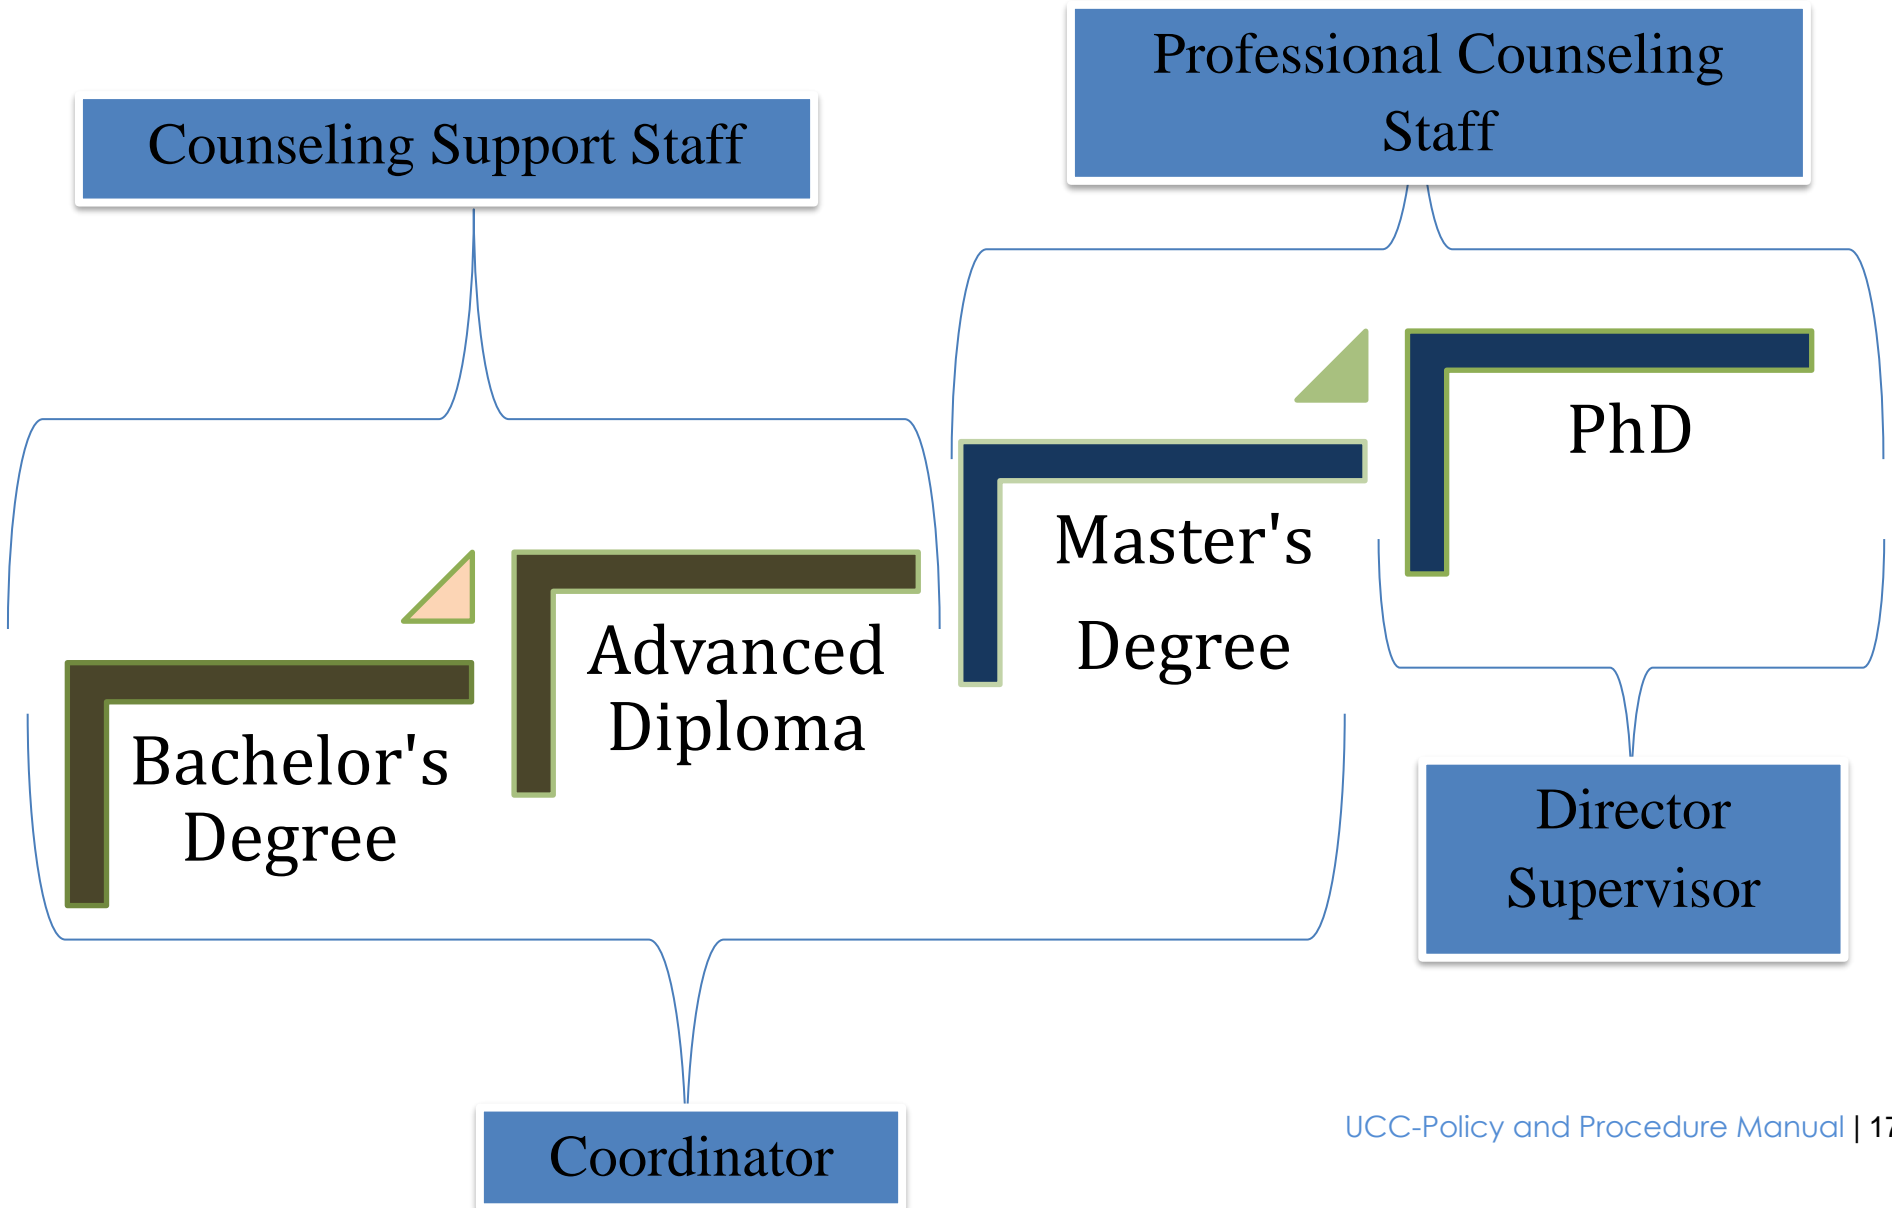 Professional Counseling
Staff
Counseling Support Staff
PhD
Master's
Degree
Advanced
Diploma
Bachelor's
Degree
Director
Supervisor
Coordinator
UCC-Policy and Procedure Manual | 17